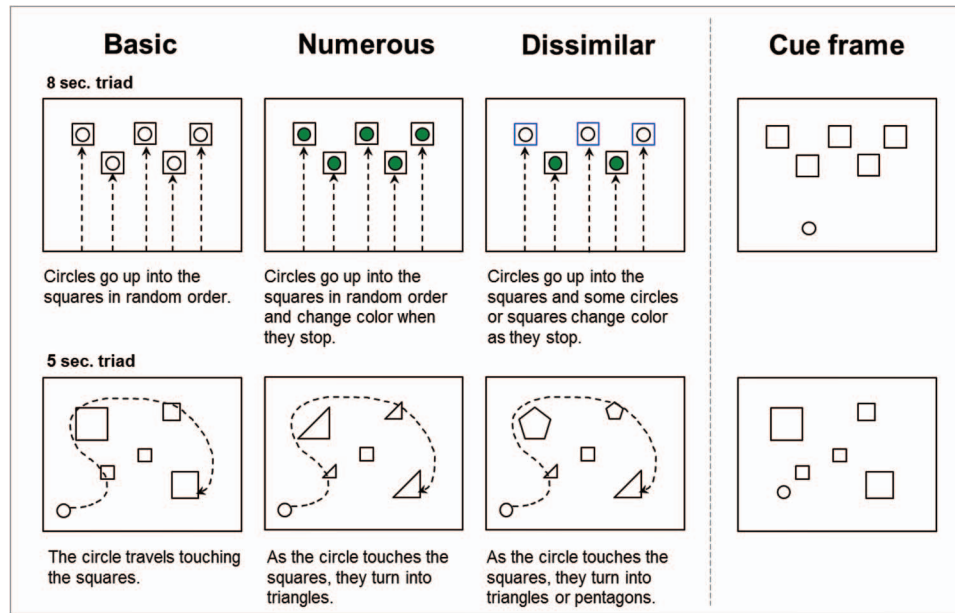 Basic
Numerous
Dissimilar
Cue frame
8 sec. triad
Circles go up into the
squares in random order.
Circles go up into the
squares in random order
and change color when
they stop.
Circles go up into the
squares and some circles
or squares change color
as they stop.
5 sec. triad
The circle travels touching
the squares.
As the circle touches the
squares, they turn into
triangles.
As the circle touches the
squares, they turn into
triangles or pentagons.